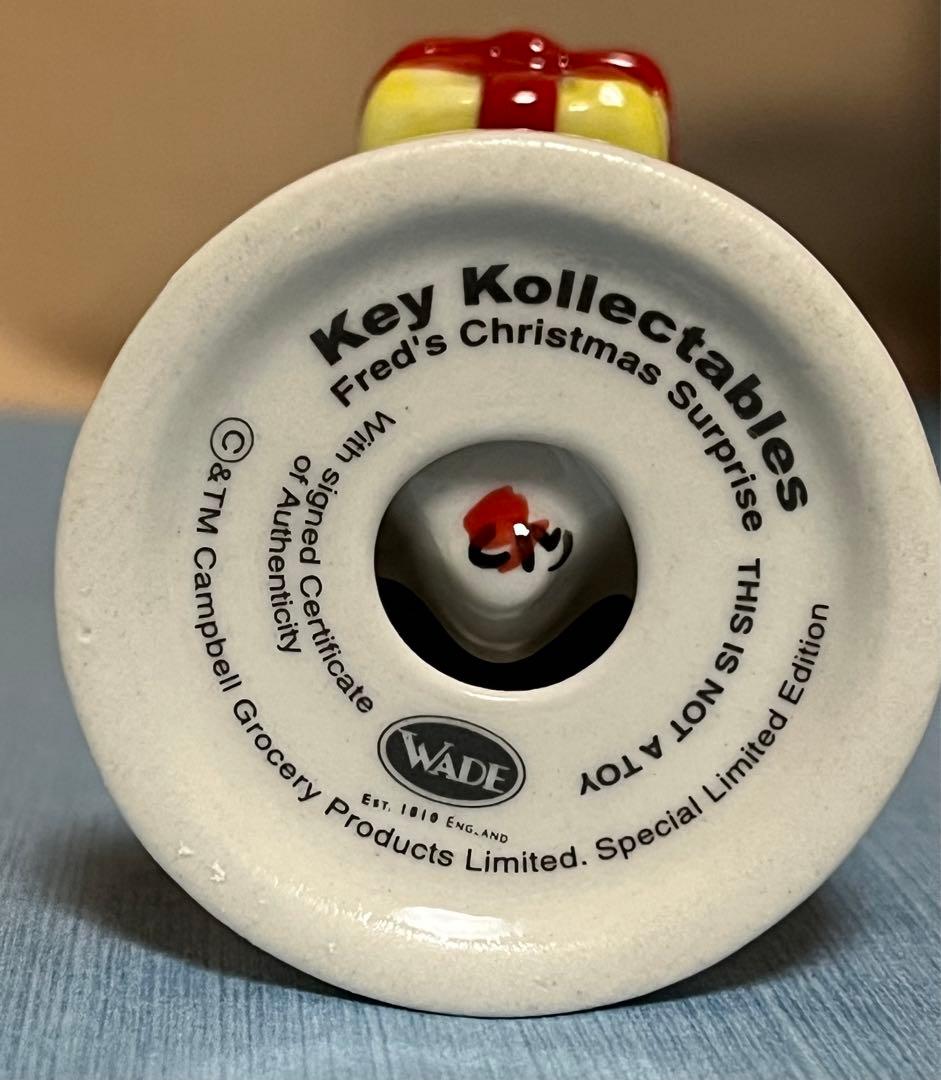 Key Kollectables
Fred's Christmas Surprise THIS IS NOT A TOY
With signed Certificate
of Authenticity
©&TM Campbell Grocery Products Limited. Special Limited Edition
WADE
EST. 1810 ENGLAND